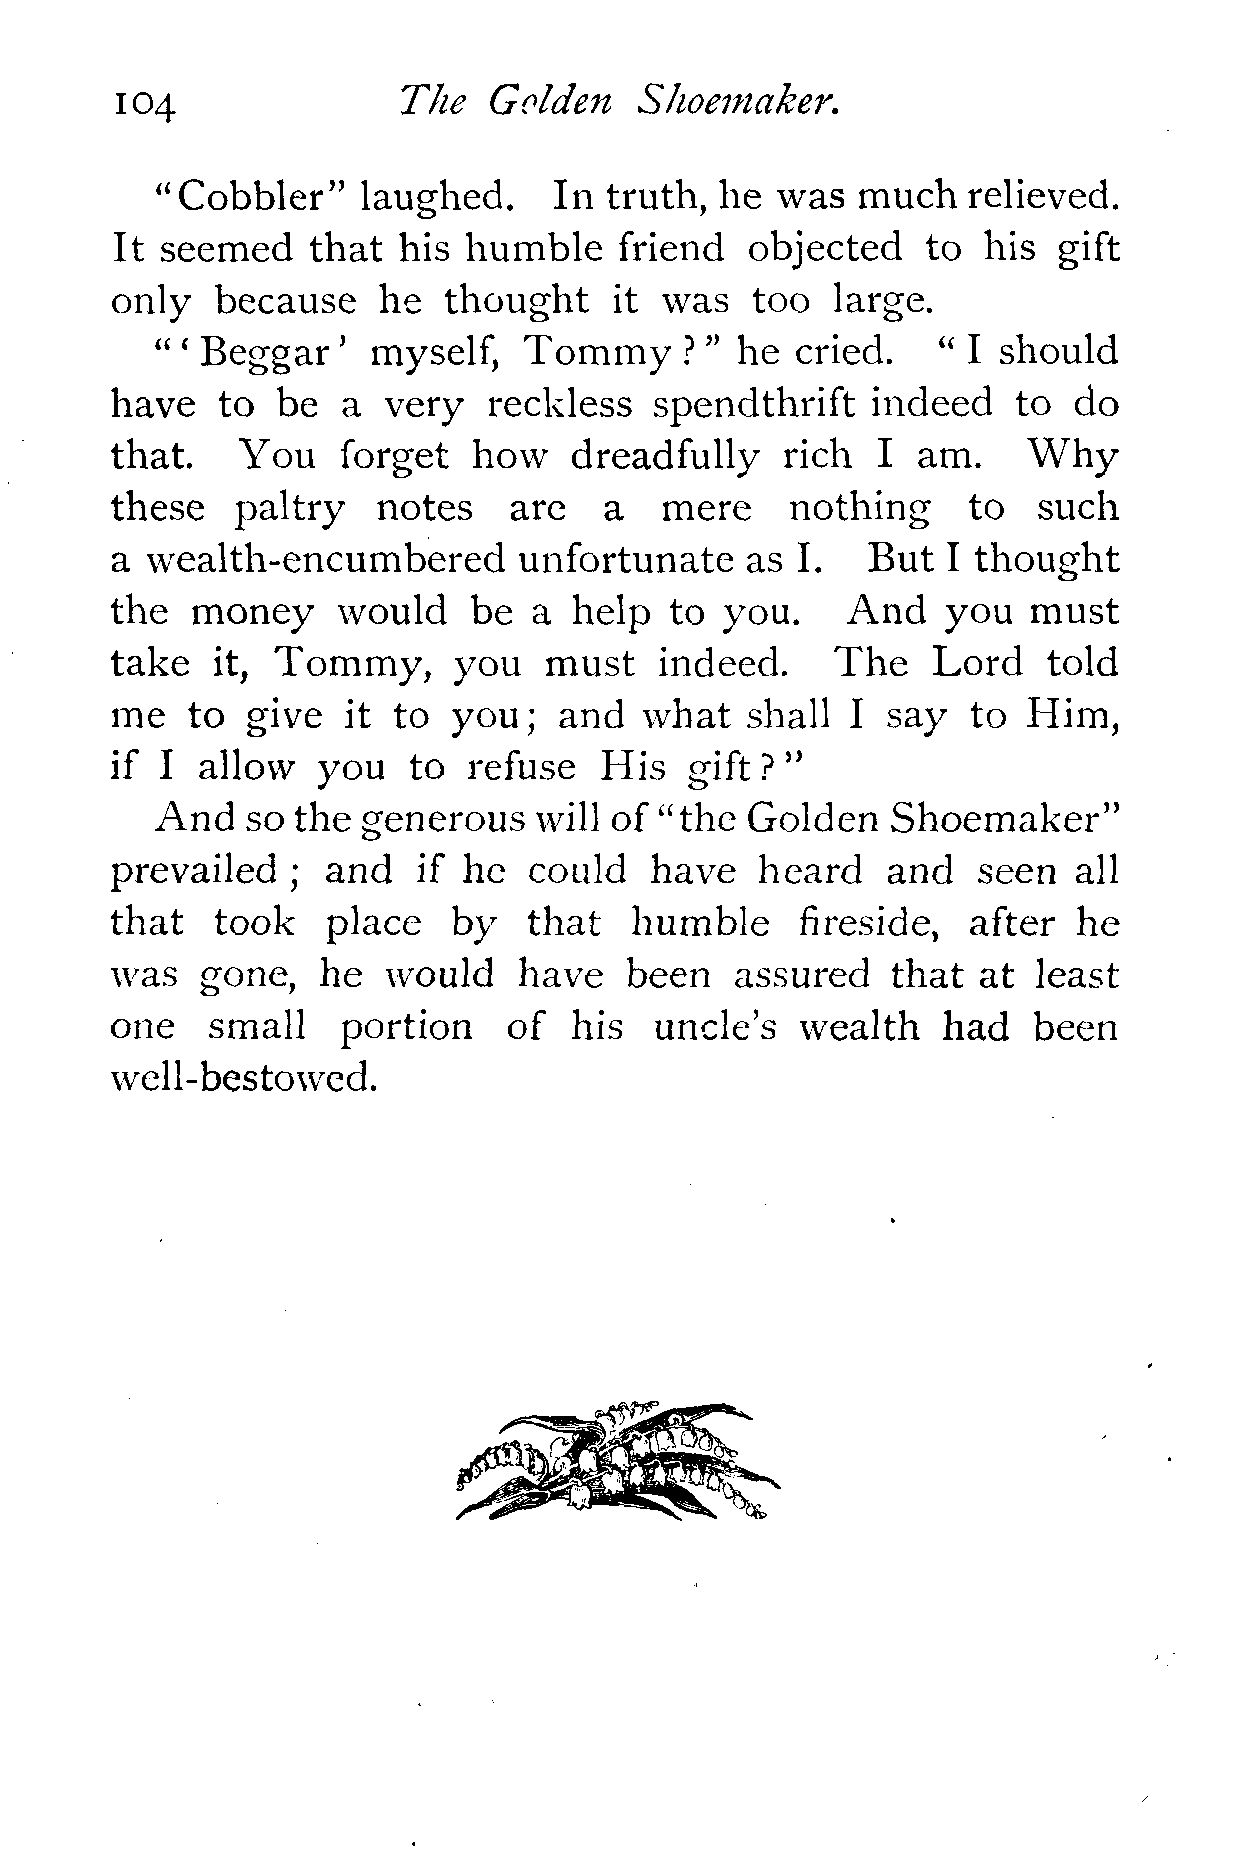 104 The Golden Shoemaker.
"Cobbler" laughed. In truth, he was much relieved.
It seemed that his humble friend objected to his gift
only because he thought it was too large.
"'Beggar' myself, Tommy?" he cried. "I should
have to be a very reckless spendthrift indeed to do
that. You forget how dreadfully rich I am. Why
these paltry notes are a mere nothing to such
a wealth-encumbered unfortunate as I. But I thought
the money would be a help to you. And you must
take it, Tommy, you must indeed. The Lord told
me to give it to you; and what shall I say to Him,
if I allow you to refuse His gift?"
And so the generous will of "the Golden Shoemaker"
prevailed; and if he could have heard and seen all
that took place by that humble fireside, after he
was gone, he would have been assured that at least
one small portion of his uncle's wealth had been
well-bestowed.